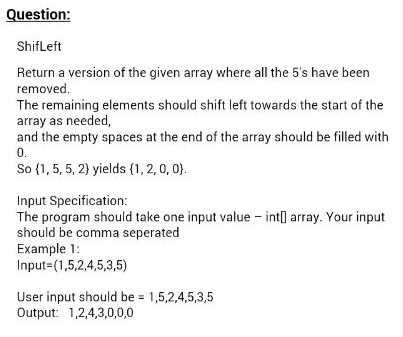 Question:
ShifLeft
Return a version of the given array where all the 5's have been
removed.
The remaining elements should shift left towards the start of the
array as needed,
and the empty spaces at the end of the array should be filled with
0.
So {1, 5, 5, 2} yields {1, 2, 0, 0}.
Input Specification:
The program should take one input value – int[] array. Your input
should be comma seperated
Example 1:
Input=(1,5,2,4,5,3,5)
User input should be = 1,5,2,4,5,3,5
Output: 1,2,4,3,0,0,0